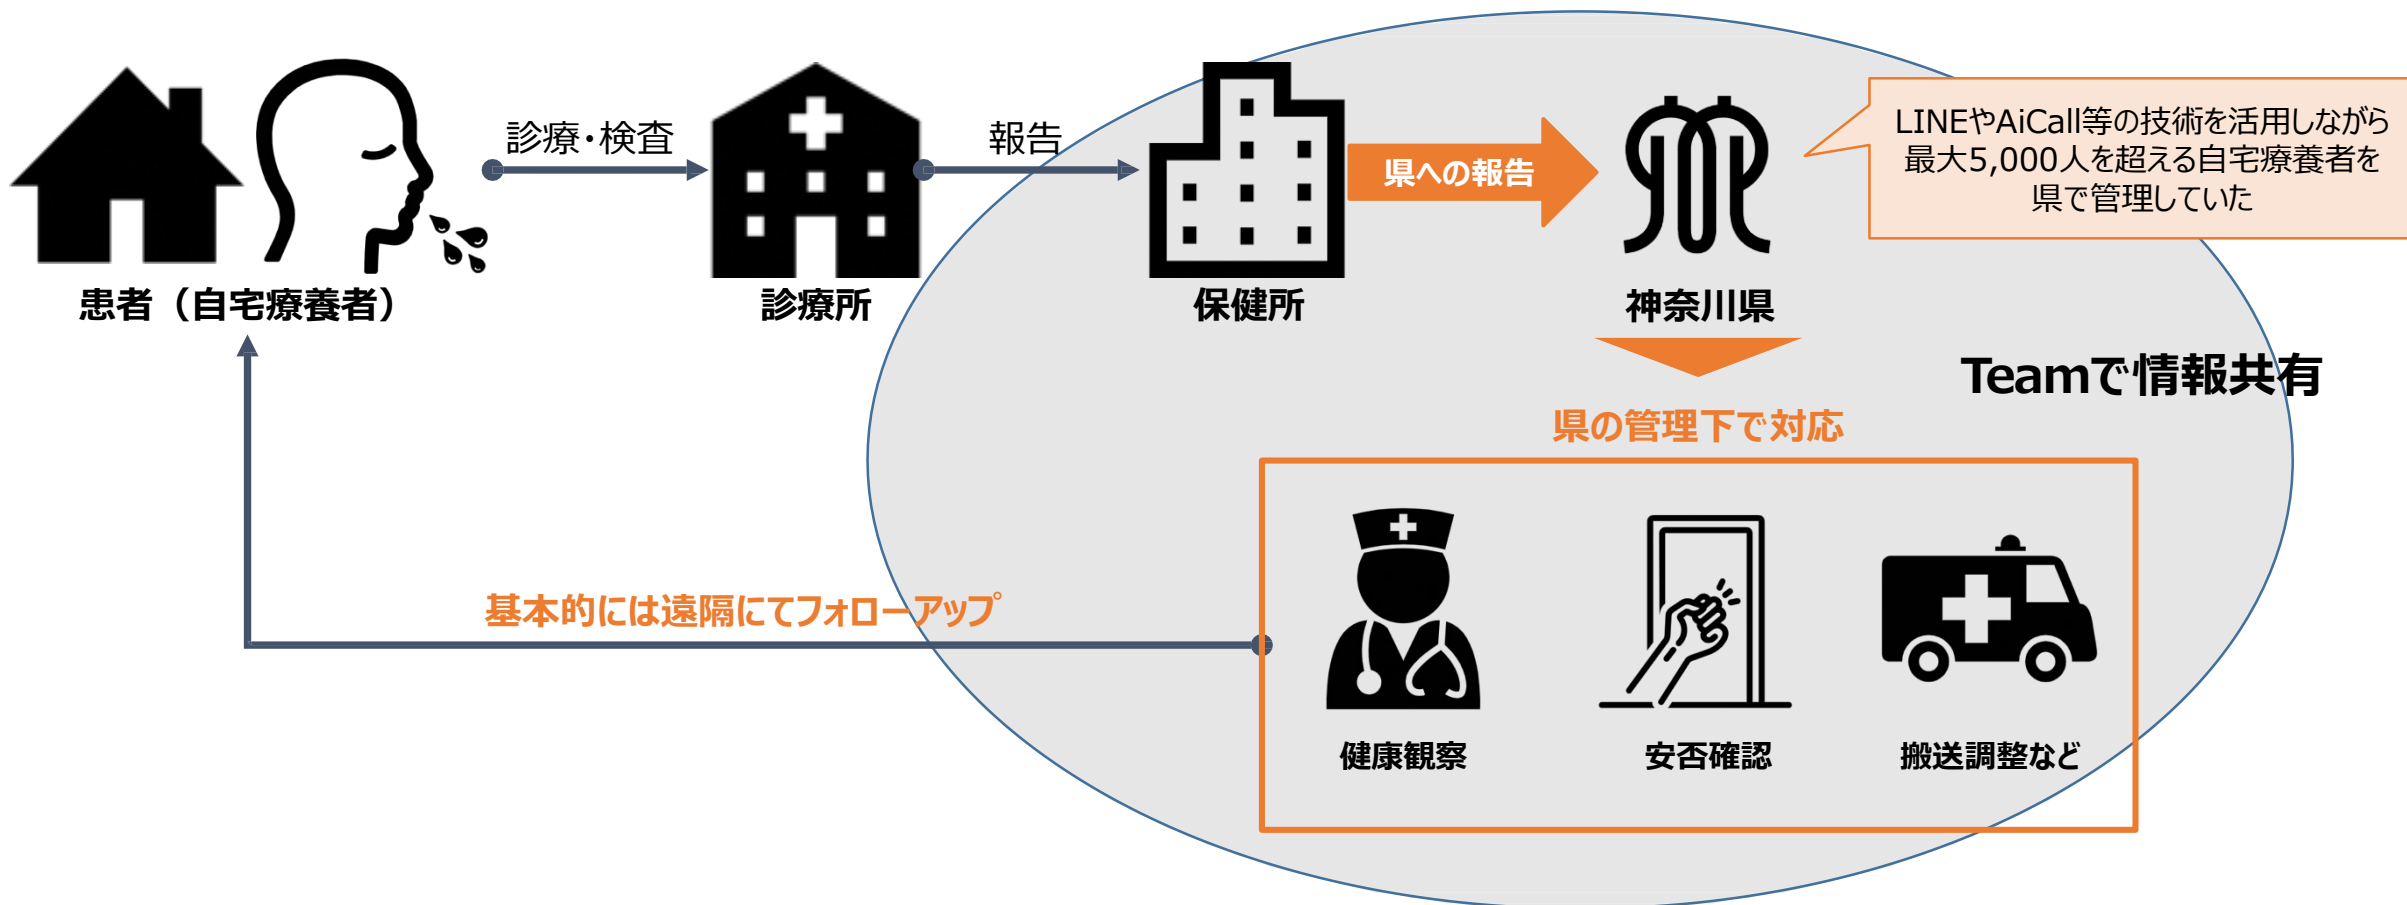 診療・検査
報告
県への報告
LINEやAiCall等の技術を活用しながら
最大5,000人を超える自宅療養者を
県で管理していた
患者（自宅療養者）
診療所
保健所
神奈川県
Teamで情報共有
県の管理下で対応
基本的には遠隔にてフォローアップ
健康観察
安否確認
搬送調整など